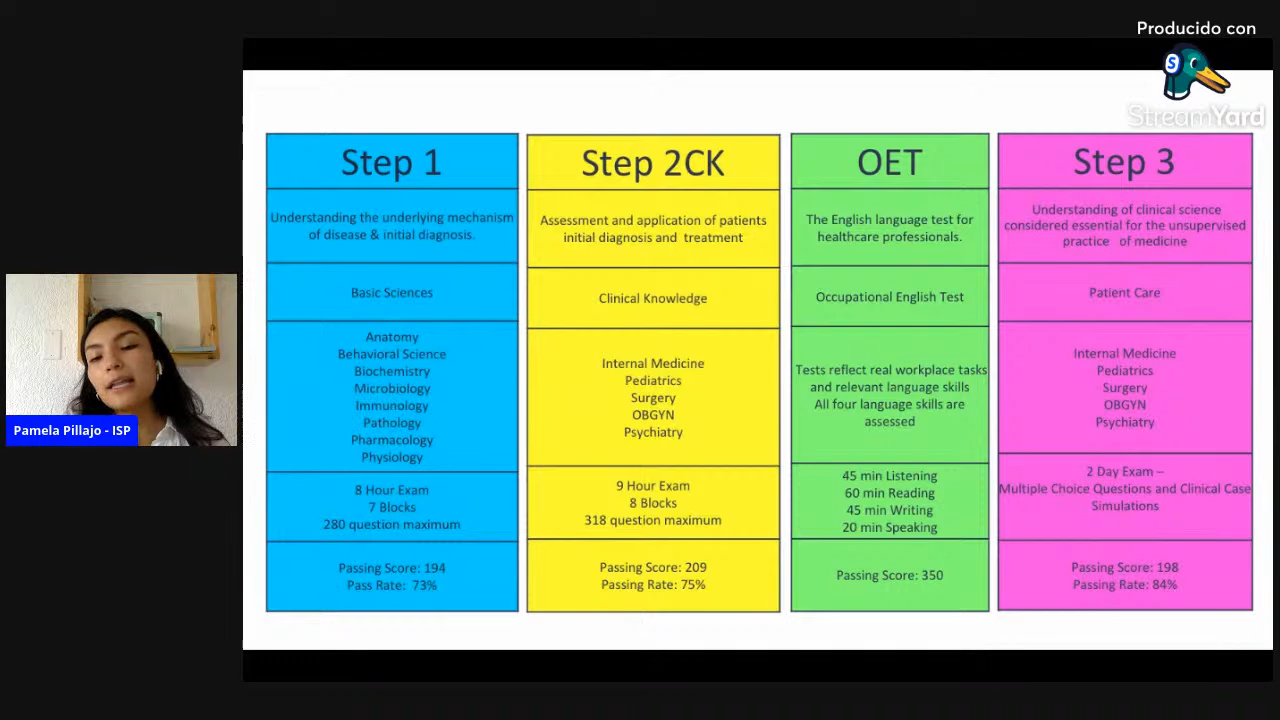 Producido con
StreamYard
Step 1
Understanding the underlying mechanism
of disease & initial diagnosis.
Basic Sciences
Anatomy
Behavioral Science
Biochemistry
Microbiology
Immunology
Pathology
Pharmacology
Physiology
8 Hour Exam
7 Blocks
280 question maximum
Passing Score: 194
Pass Rate: 73%
Step 2CK
Assessment and application of patients
initial diagnosis and treatment
Clinical Knowledge
Internal Medicine
Pediatrics
Surgery
OBGYN
Psychiatry
9 Hour Exam
8 Blocks
318 question maximum
Passing Score: 209
Passing Rate: 75%
OET
The English language test for
healthcare professionals.
Occupational English Test
Tests reflect real workplace tasks
and relevant language skills
All four language skills are
assessed
45 min Listening
60 min Reading
45 min Writing
20 min Speaking
Passing Score: 350
Step 3
Understanding of clinical science
considered essential for the unsupervised
practice of medicine
Patient Care
Internal Medicine
Pediatrics
Surgery
OBGYN
Psychiatry
2 Day Exam –
Multiple Choice Questions and Clinical Case
Simulations
Passing Score: 198
Passing Rate: 84%
Pamela Pillajo - ISP